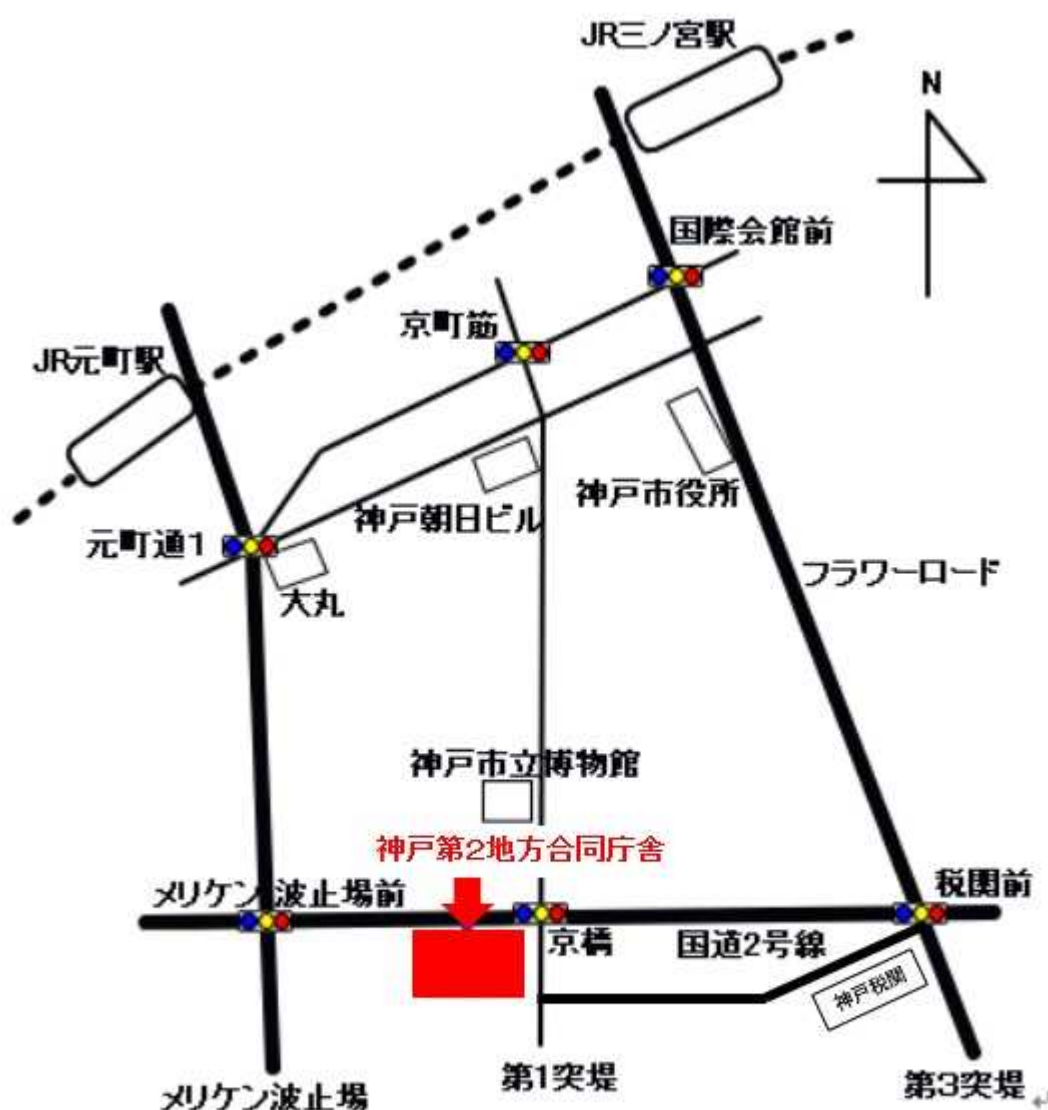 JR三ノ宮駅
N
国際会館前
京町筋
JR元町駅
神戸市役所
神戸朝日ビル
元町通1
フラワーロード
大丸
神戸市立博物館
神戸第2地方合同庁舎
メリケン波止場前
税関前
京橋
国道2号線
神戸税関
第1突堤
第3突堤
メリケン波止場